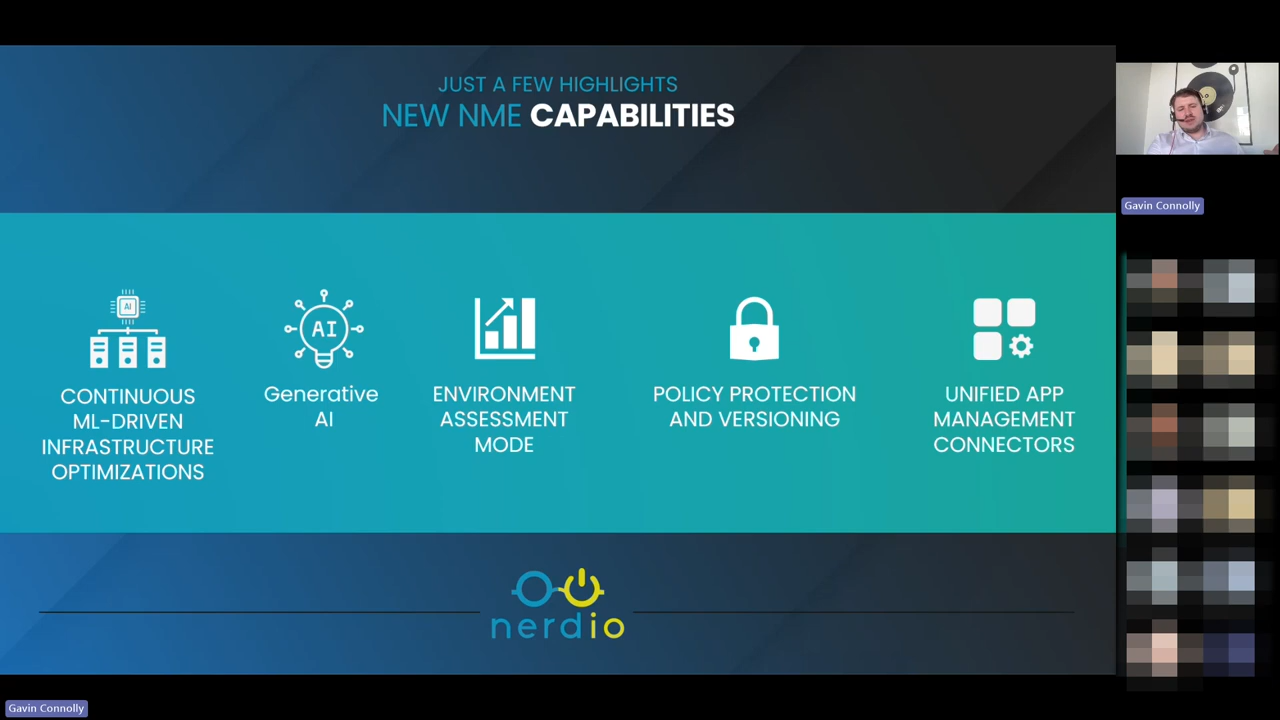 JUST A FEW HIGHLIGHTS
NEW NME CAPABILITIES
AI
CONTINUOUS
ML-DRIVEN
INFRASTRUCTURE
OPTIMIZATIONS
AI
Generative
AI
ENVIRONMENT
ASSESSMENT
MODE
POLICY PROTECTION
AND VERSIONING
UNIFIED APP
MANAGEMENT
CONNECTORS
nerdio
Gavin Connolly
Gavin Connolly